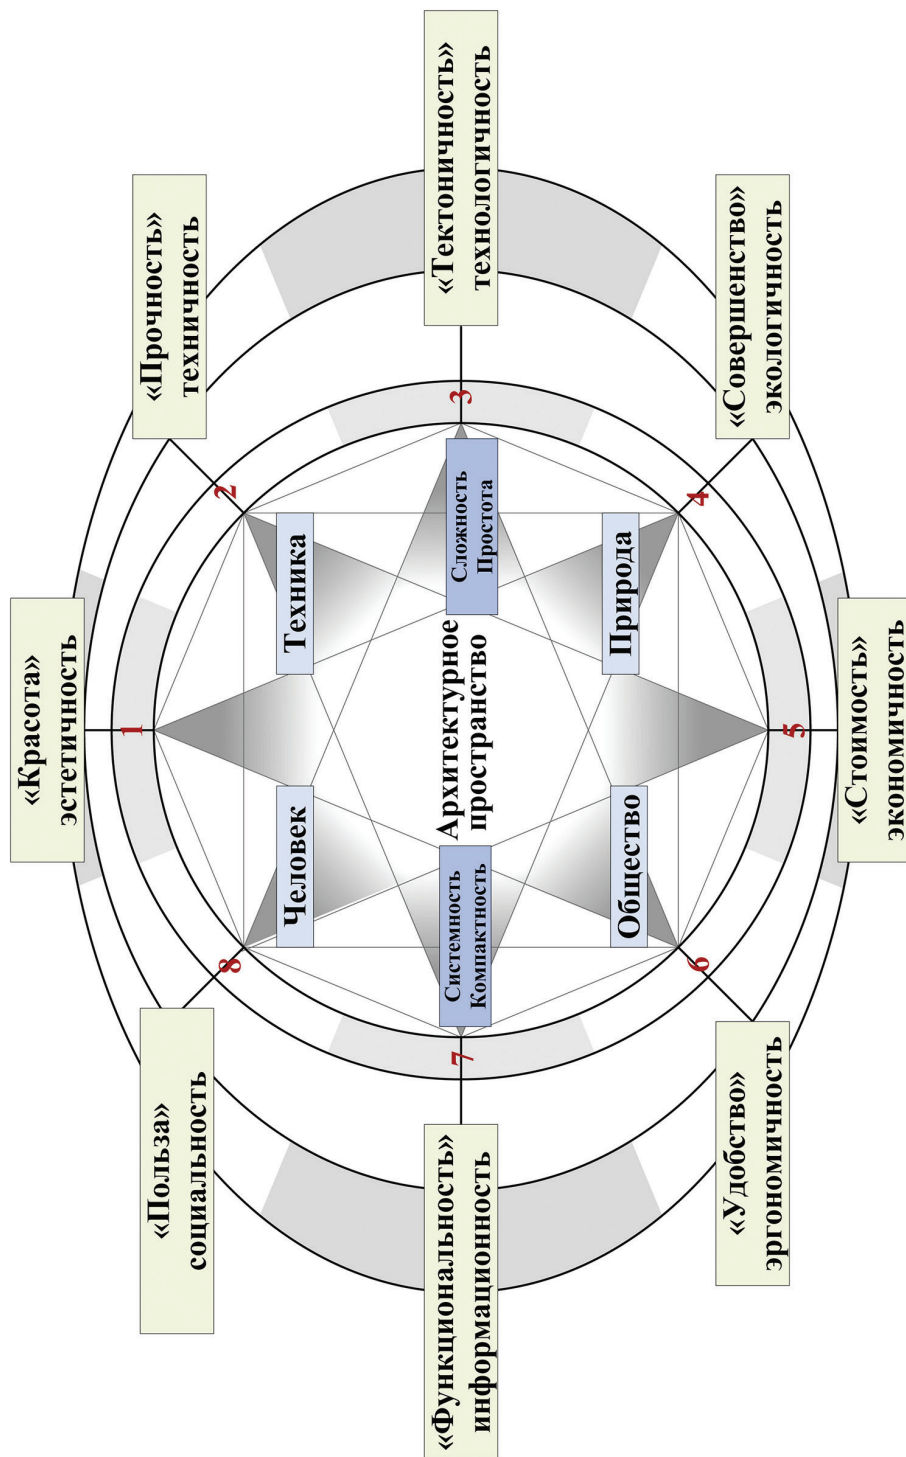 «Красота»
эстетичность
1
«Польза»
социальность
8
2
«Прочность»
техничность
Человек
Техника
«Функциональность»
информационность
7
Системность
Компактность
Архитектурное
пространство
Сложность
Простота
3
«Тектоничность»
технологичность
Общество
Природа
6
4
«Удобство»
эргономичность
«Совершенство»
экологичность
5
«Стоимость»
экономичность